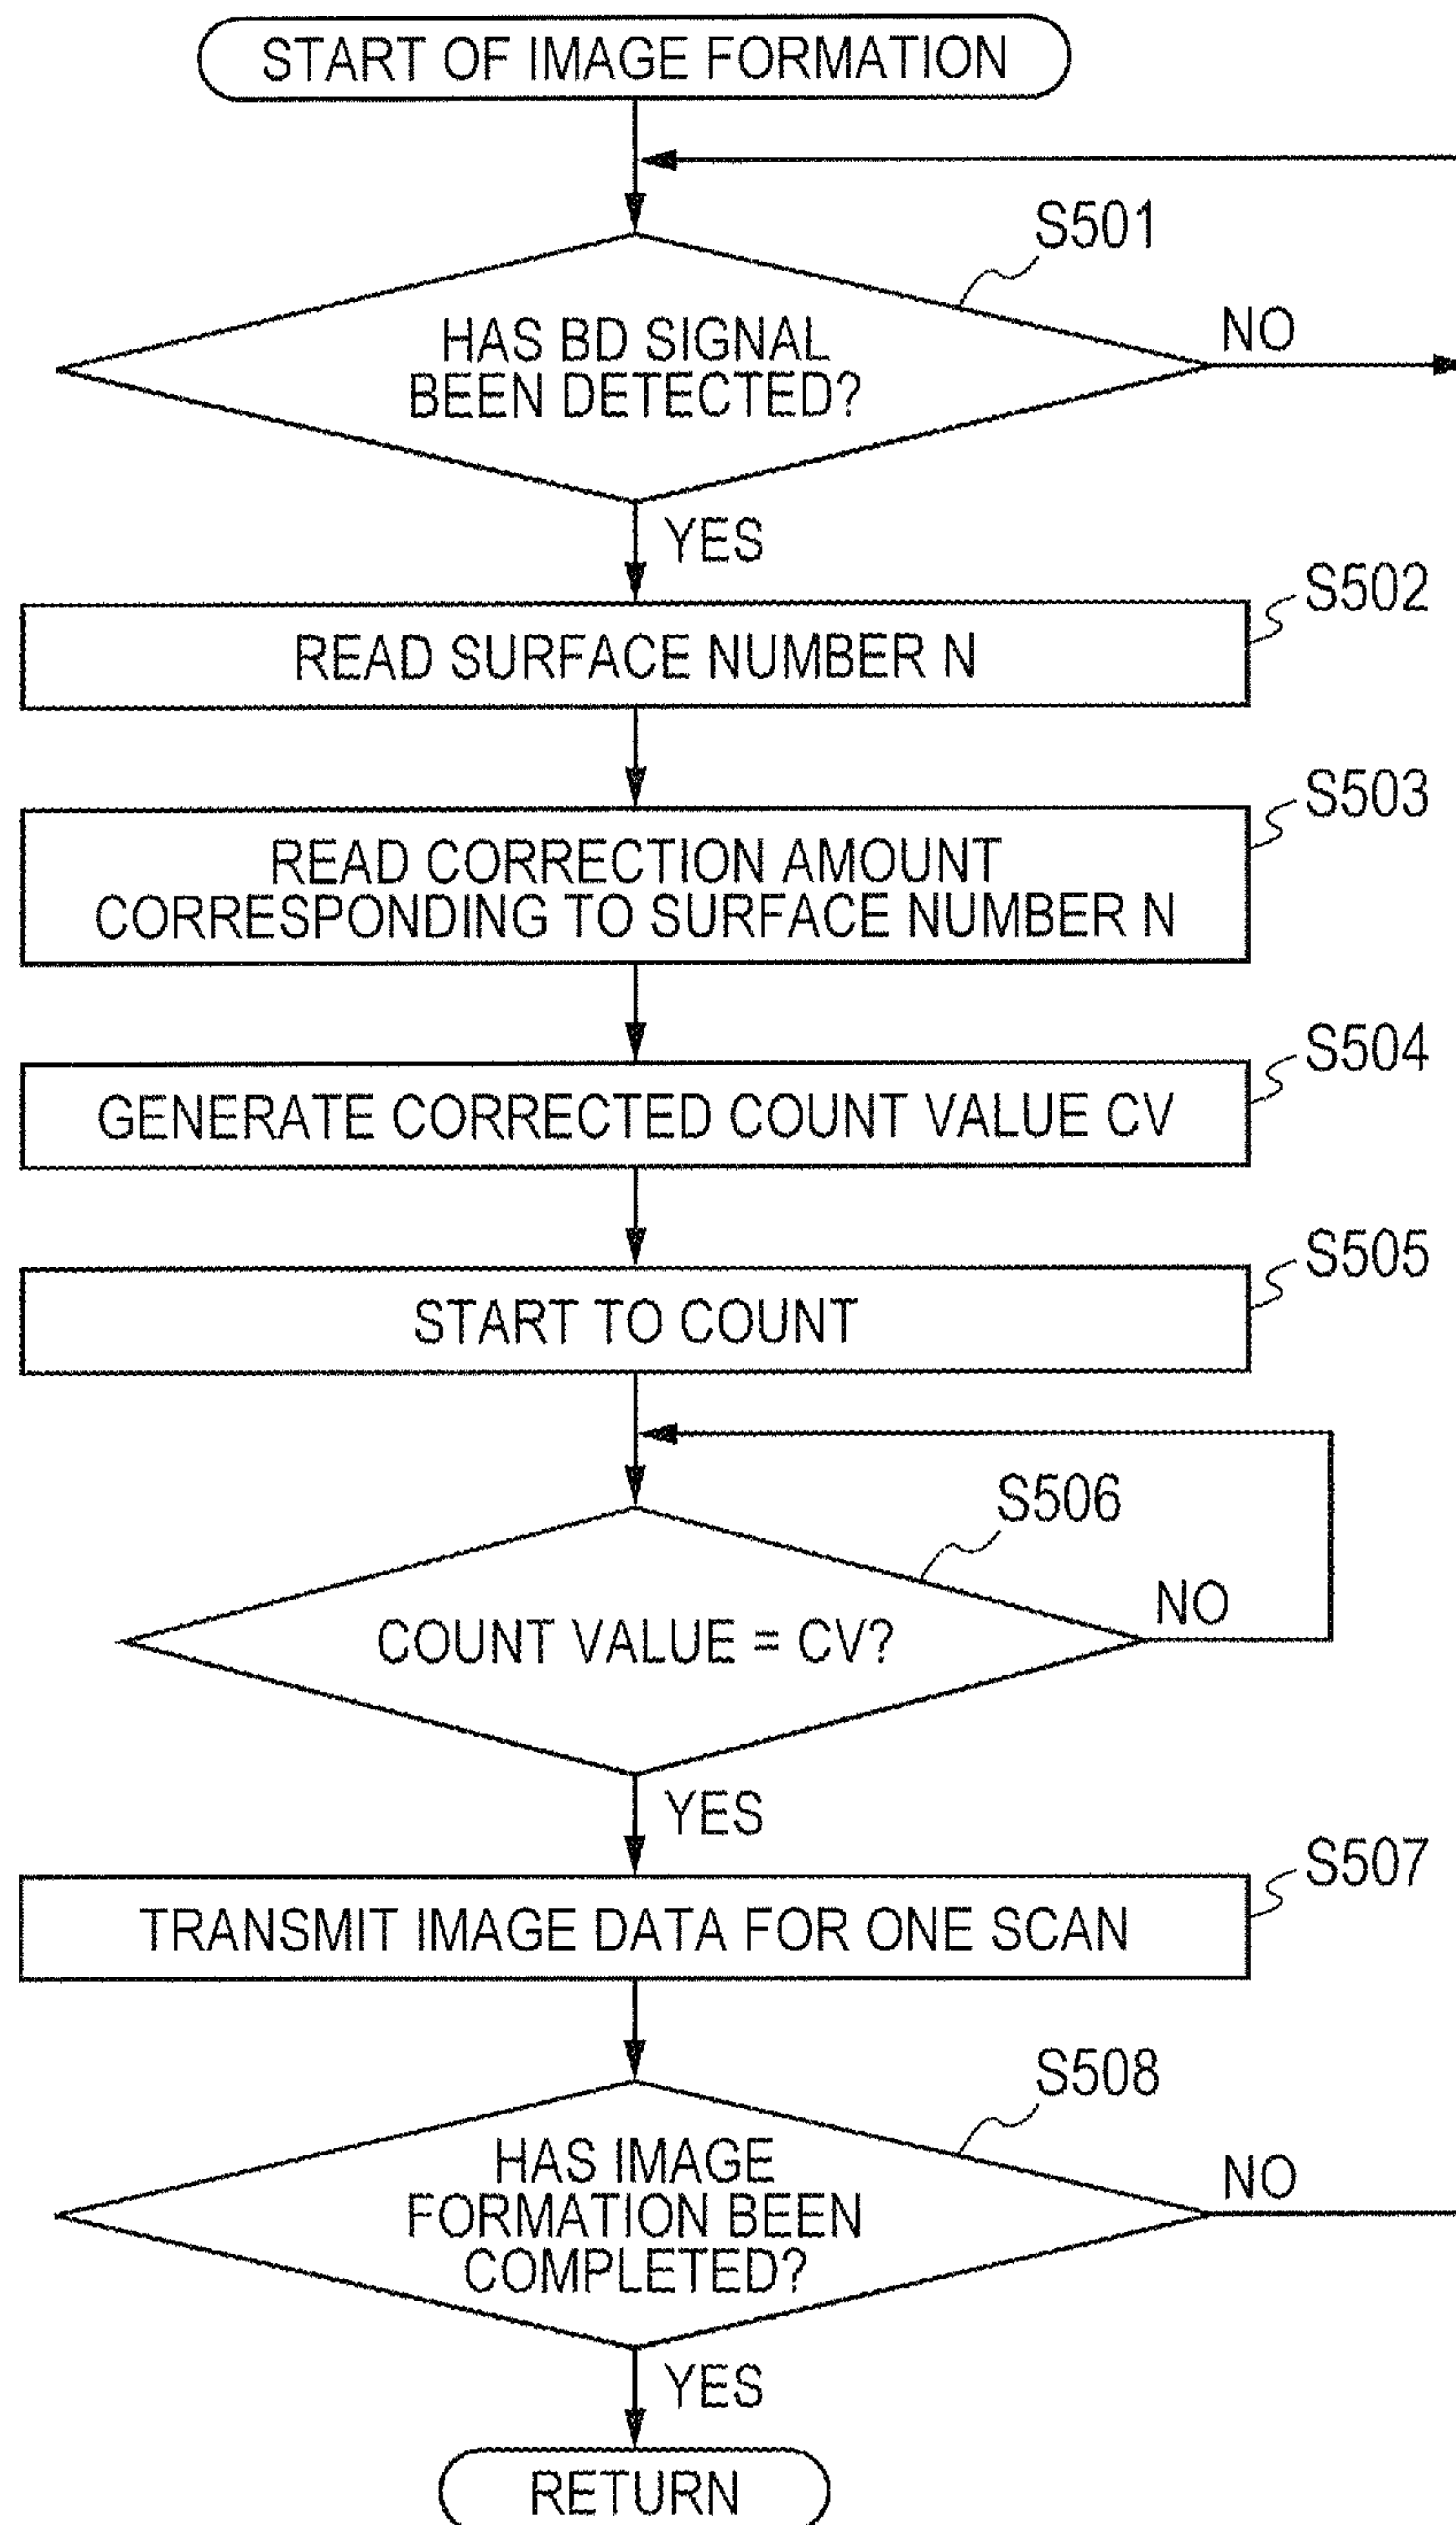 START OF IMAGE FORMATION
S501
HAS BD SIGNAL
BEEN DETECTED?
NO
YES
S502
READ SURFACE NUMBER N
S503
READ CORRECTION AMOUNT
CORRESPONDING TO SURFACE NUMBER N
S504
GENERATE CORRECTED COUNT VALUE CV
S505
START TO COUNT
S506
COUNT VALUE = CV?
NO
YES
S507
TRANSMIT IMAGE DATA FOR ONE SCAN
S508
HAS IMAGE
FORMATION BEEN
COMPLETED?
NO
YES
RETURN